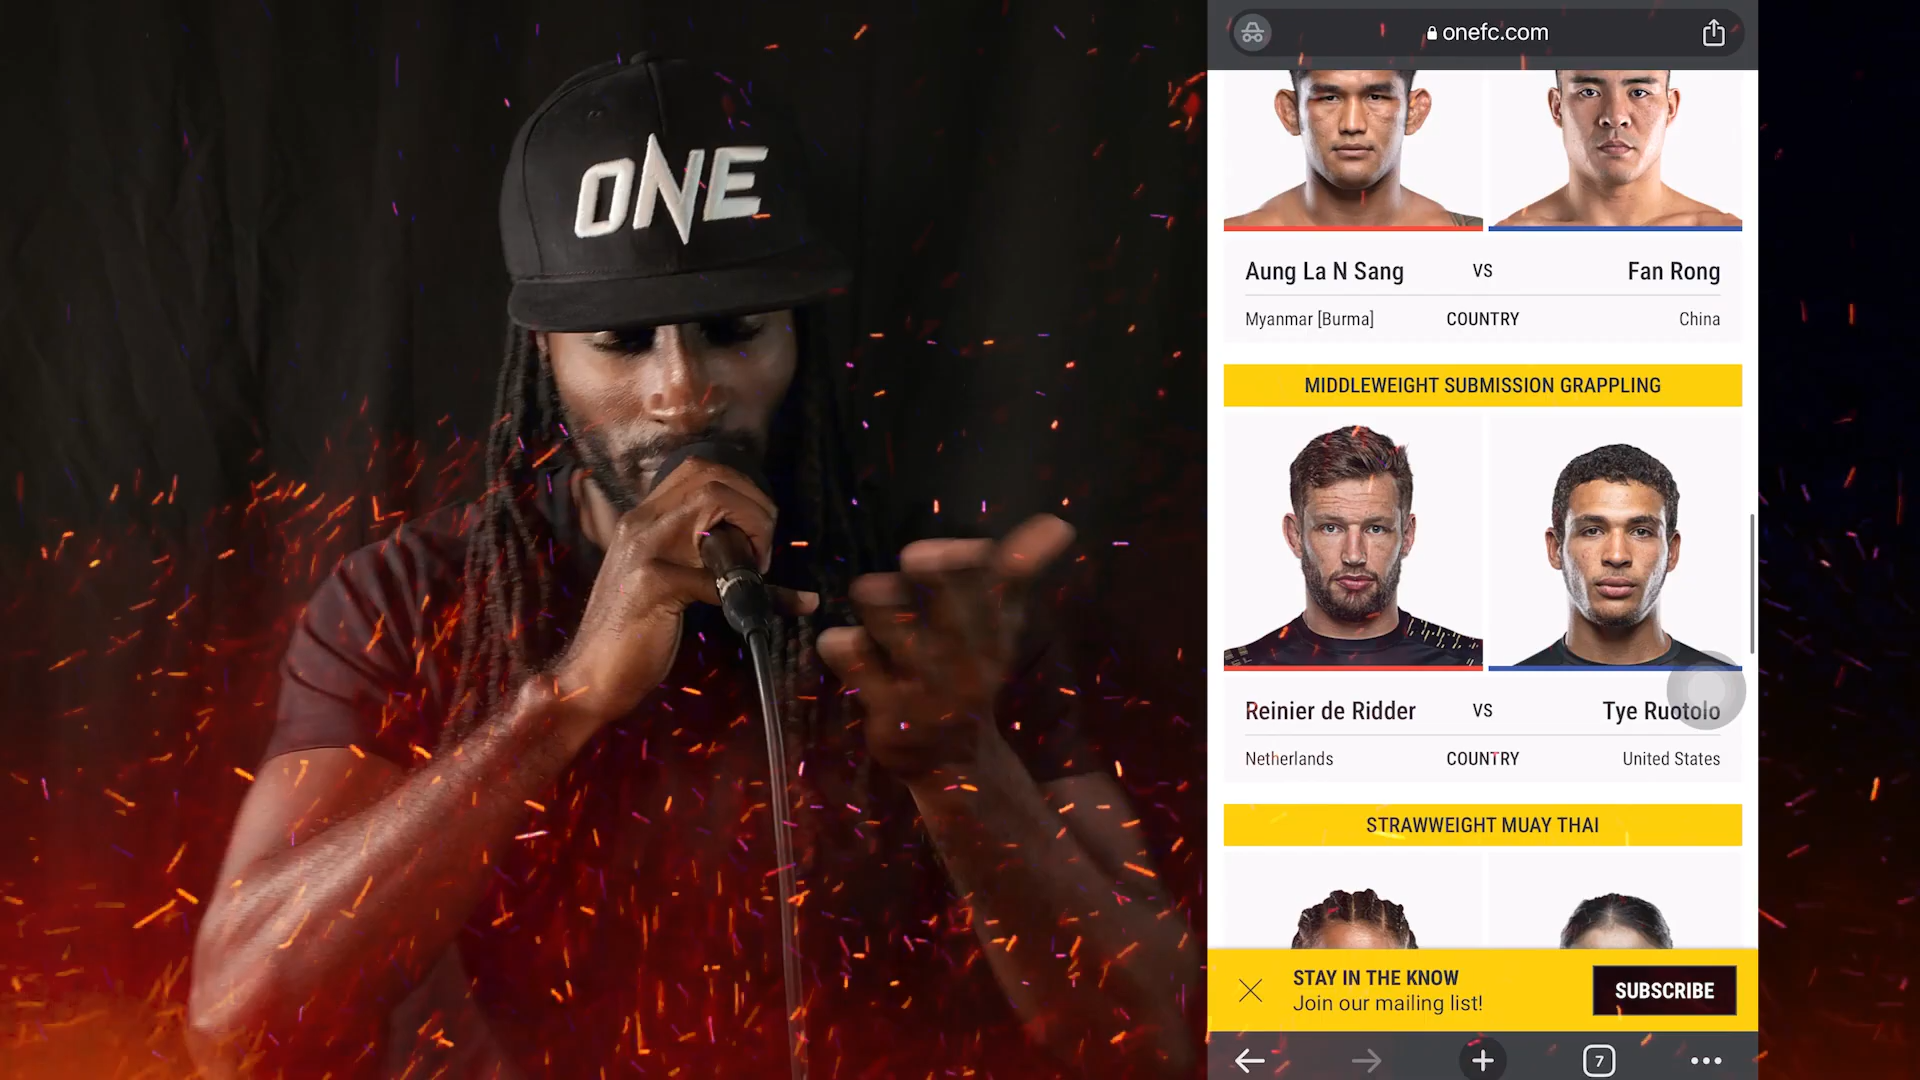 ONE
onefc.com
Aung La N Sang VS Fan Rong
Myanmar [Burma] COUNTRY China
MIDDLEWEIGHT SUBMISSION GRAPPLING
Reinier de Ridder VS Tye Ruotolo
Netherlands COUNTRY United States
STRAWWEIGHT MUAY THAI
STAY IN THE KNOW
Join our mailing list!
SUBSCRIBE
7